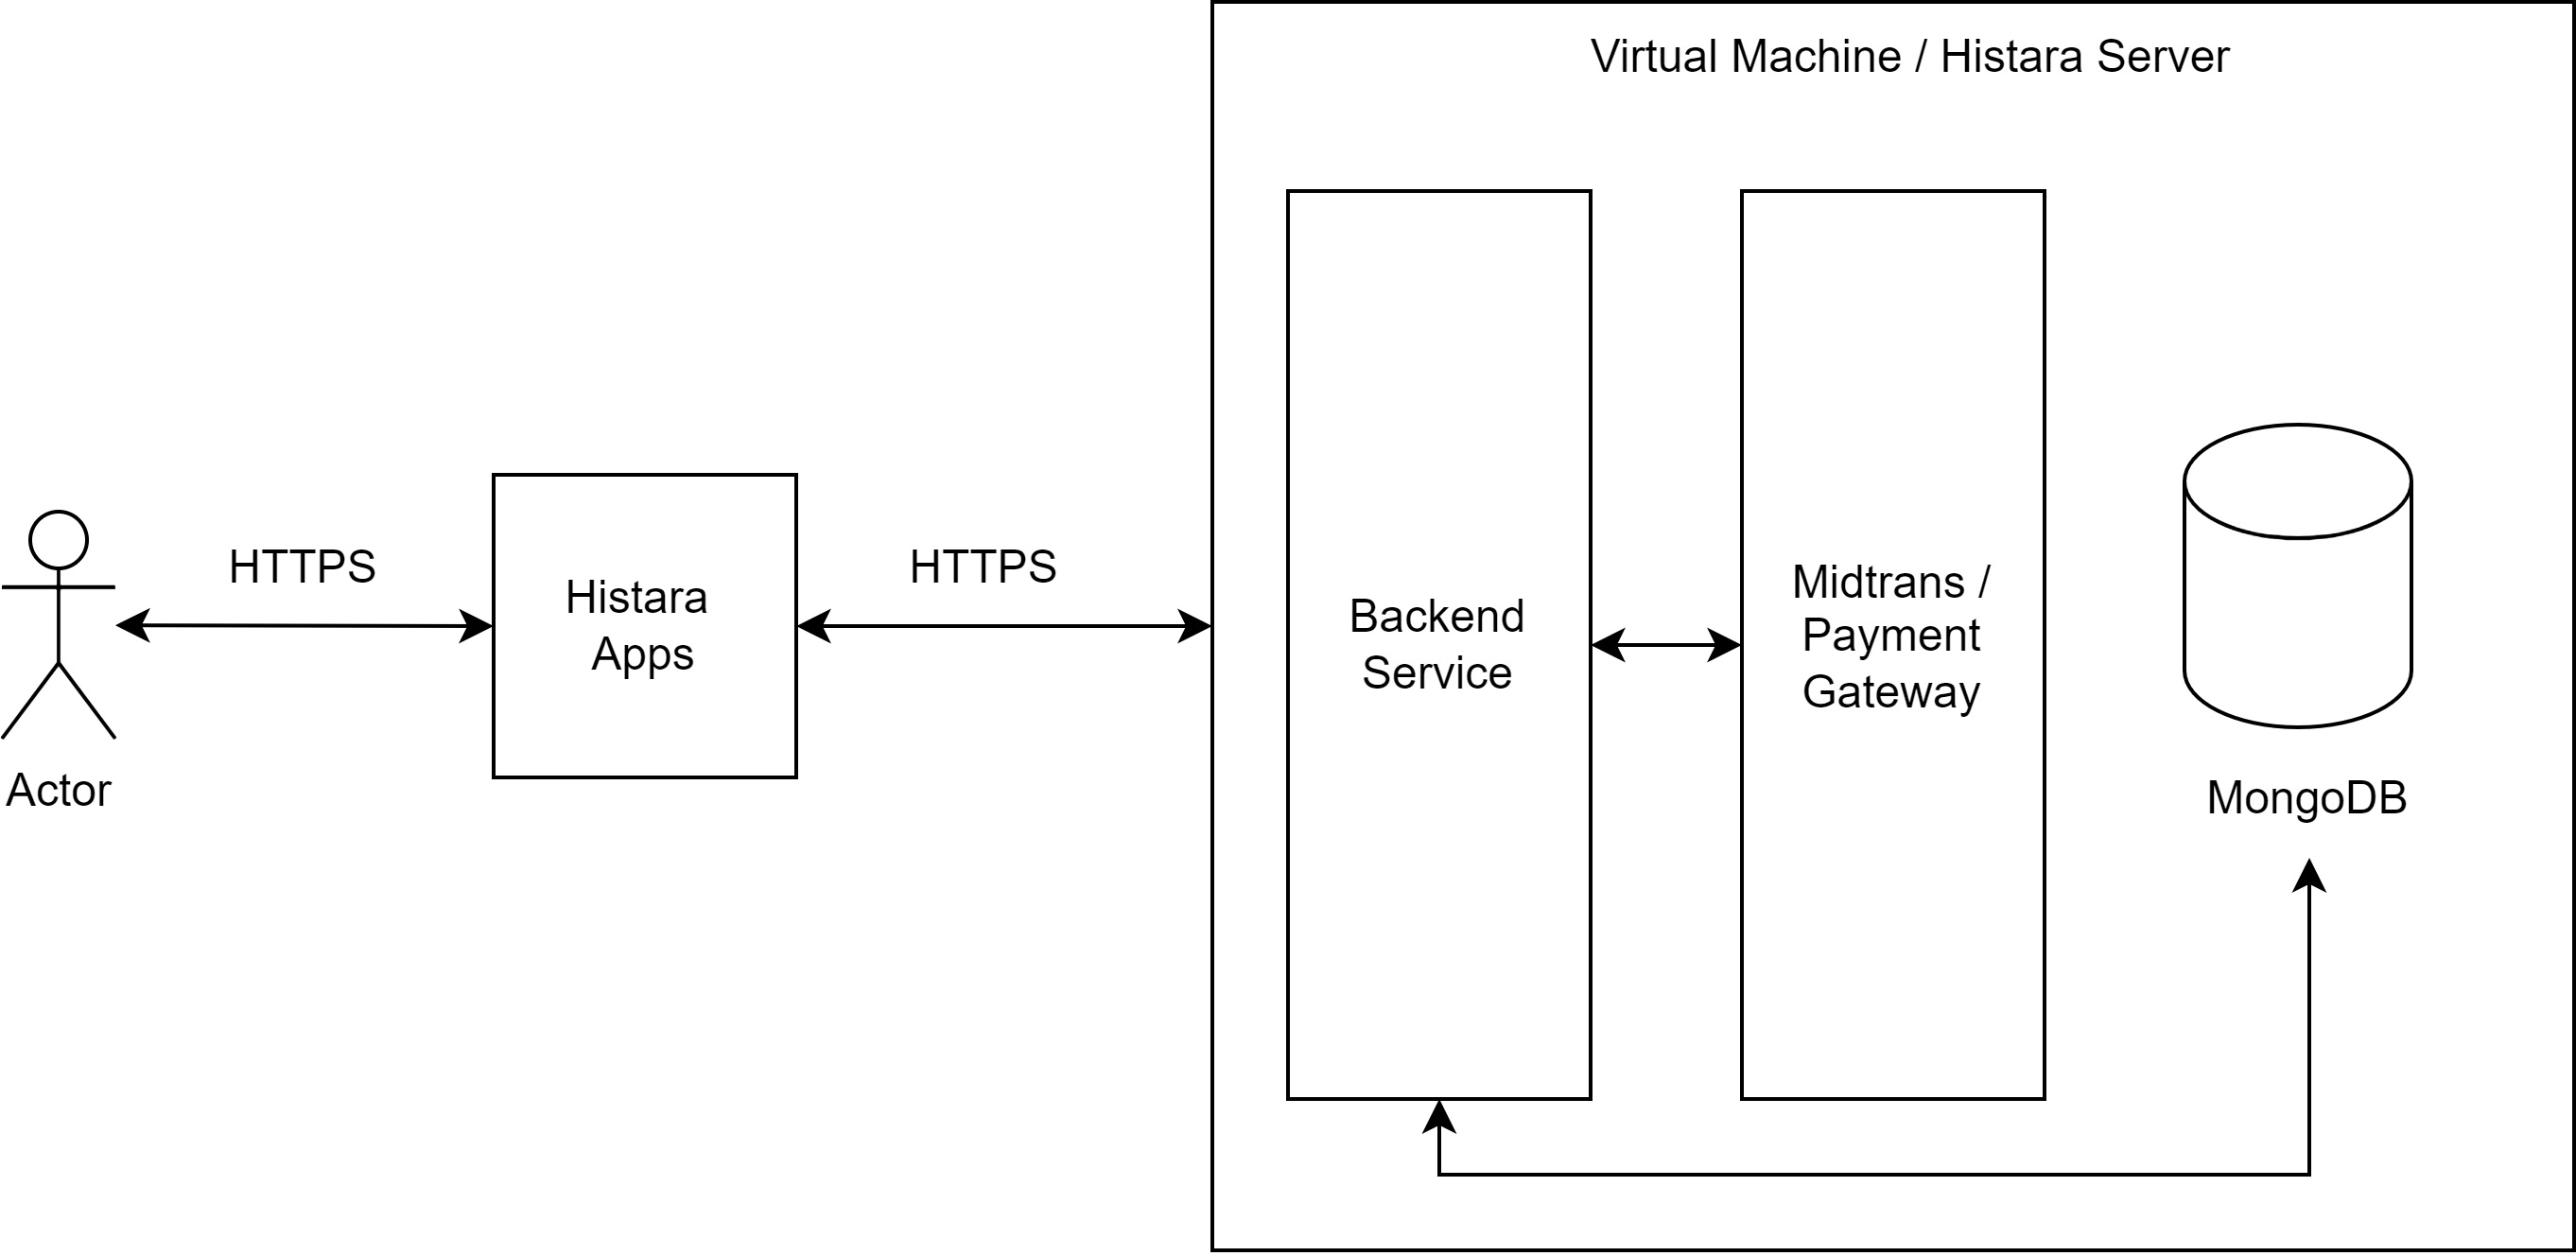 Virtual Machine / Histara Server
HTTPS
HTTPS
Histara
Apps
Backend
Service
Midtrans /
Payment
Gateway
Actor
MongoDB